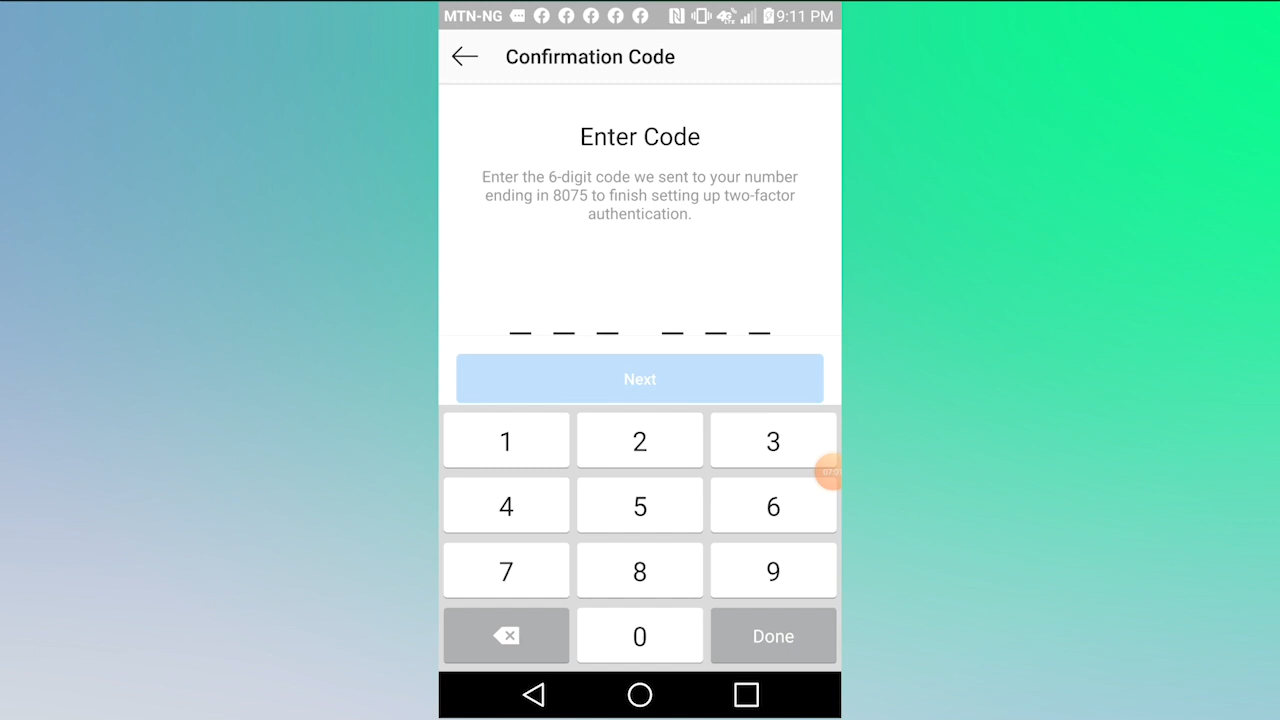 MTN-NG 9:11 PM
Confirmation Code
Enter Code
Enter the 6-digit code we sent to your number
ending in 8075 to finish setting up two-factor
authentication.
Next
1 2 3
4 5 6
7 8 9
0 Done